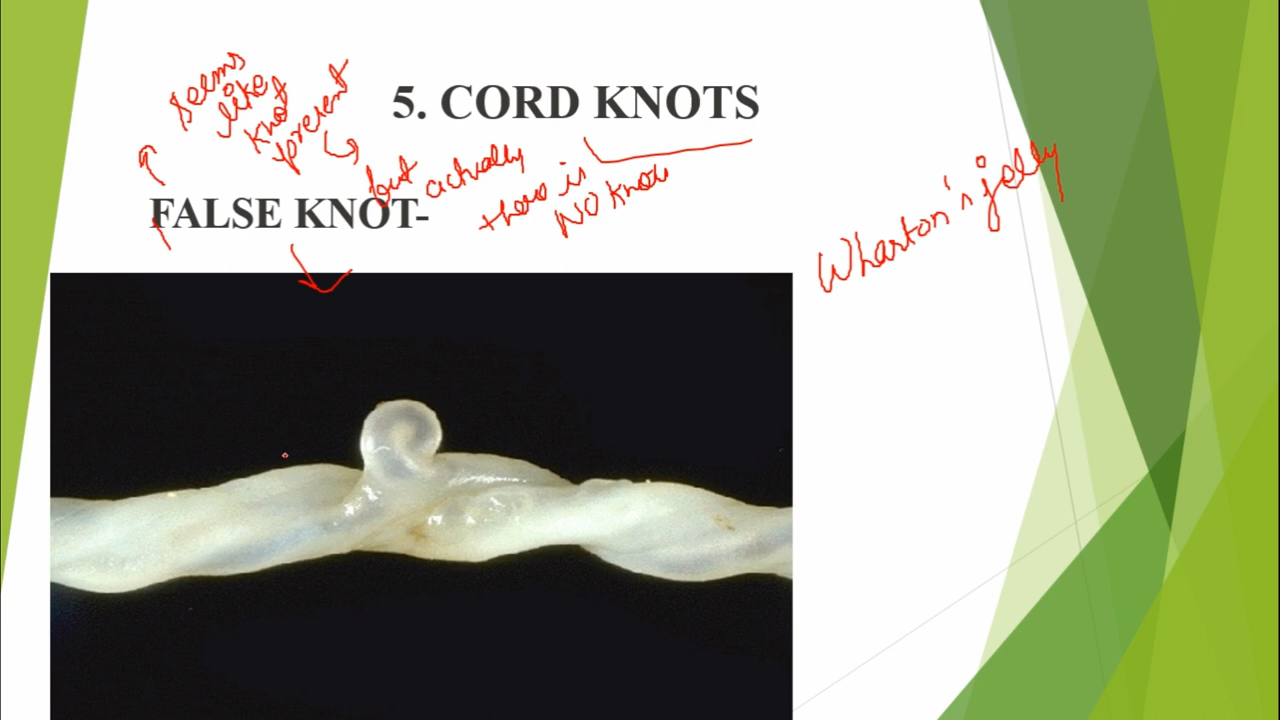 5. CORD KNOTS
seems
like
knot
present
but actually
there is
NO knot
FALSE KNOT-
Wharton's jelly